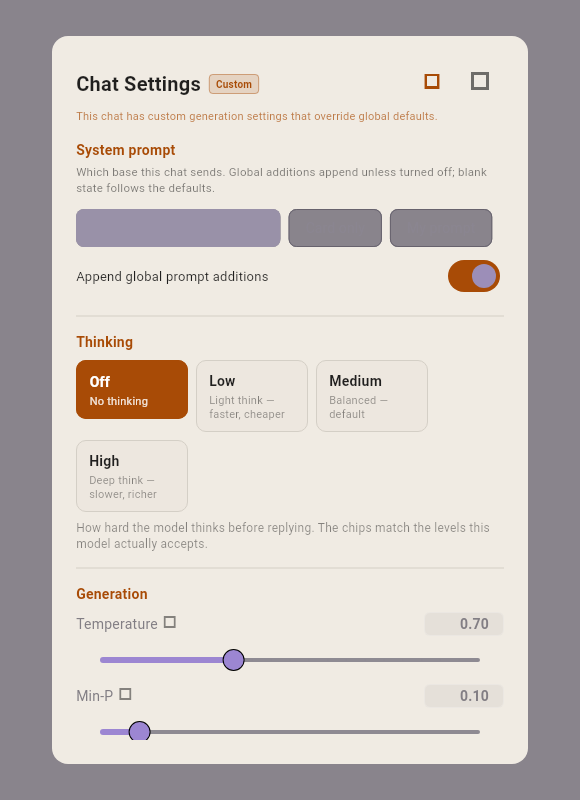 Chat Settings Custom
This chat has custom generation settings that override global defaults.
System prompt
Which base this chat sends. Global additions append unless turned off; blank
state follows the defaults.
Append global prompt additions
Thinking
Off
No thinking
Low
Light think —
faster, cheaper
Medium
Balanced —
default
High
Deep think —
slower, richer
How hard the model thinks before replying. The chips match the levels this
model actually accepts.
Generation
Temperature 0.70
Min-P 0.10